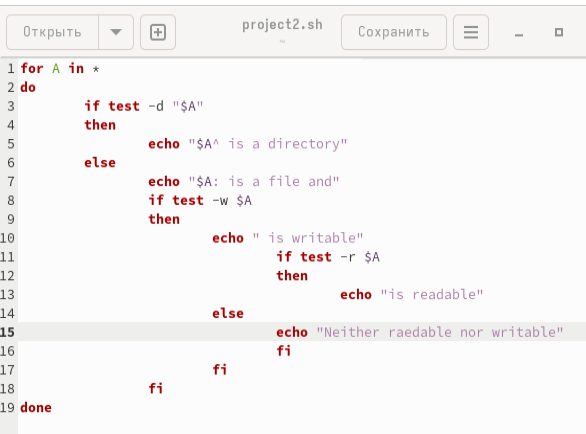 Открыть
project2.sh
~
Сохранить
1 for A in *
2 do
3 if test -d "$A"
4 then
5 echo "$A^ is a directory"
6 else
7 echo "$A: is a file and"
8 if test -w $A
9 then
10 echo " is writable"
11 if test -r $A
12 then
13 echo "is readable"
14 else
15 echo "Neither raedable nor writable"
16 fi
17 fi
18 fi
19 done